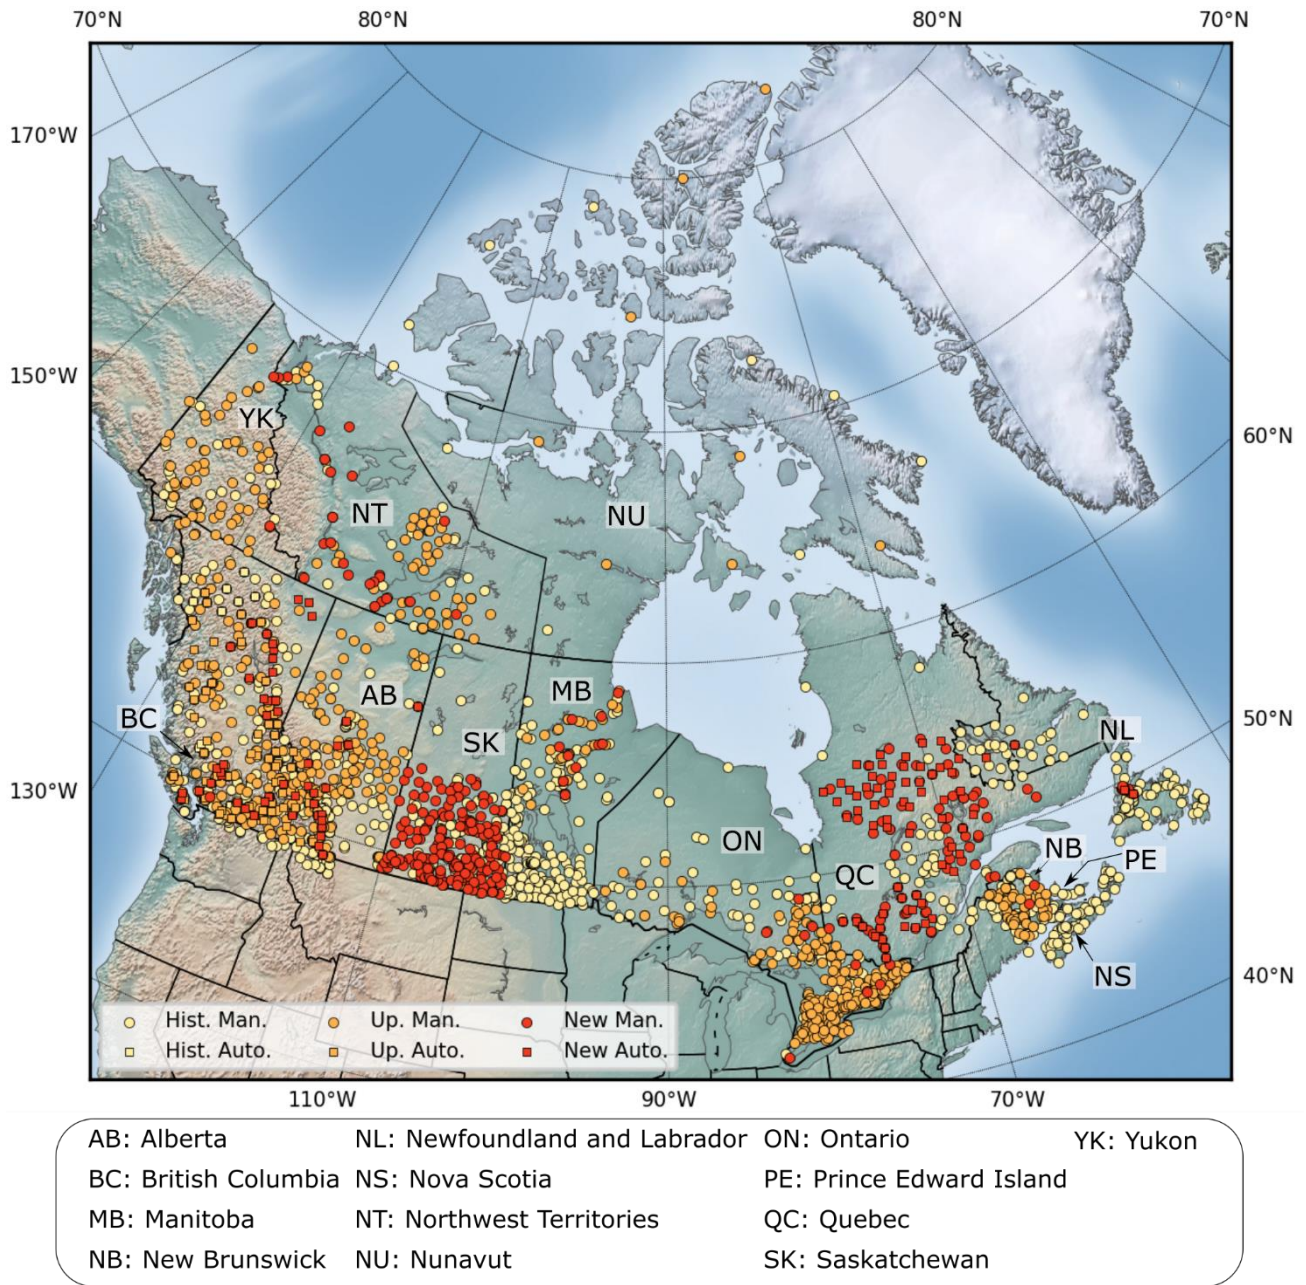 70°N 80°N 80°N 70°N
170°W
150°W
60°N
YK
NT
NU
AB
MB
BC
SK
50°N
NL
130°W
ON
NB
PE
QC
NS
40°N
Hist. Man. Up. Man. New Man.
Hist. Auto. Up. Auto. New Auto.
110°W 90°W 70°W
AB: Alberta NL: Newfoundland and Labrador ON: Ontario YK: Yukon
BC: British Columbia NS: Nova Scotia PE: Prince Edward Island
MB: Manitoba NT: Northwest Territories QC: Quebec
NB: New Brunswick NU: Nunavut SK: Saskatchewan